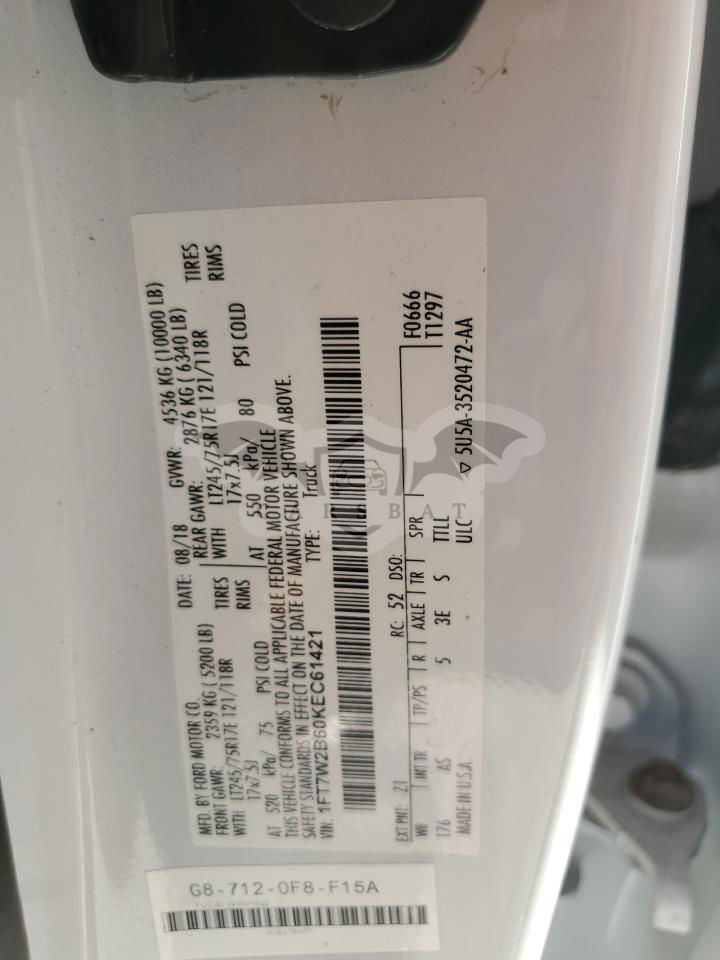 MFD. BY FORD MOTOR CO.
DATE: 08/18 GVWR: 4536 KG (10000 LB)
FRONT GAWR: 2359 KG ( 5200 LB)
REAR GAWR: 2876 KG ( 6340 LB)
WITH LT245/75R17E 121/118R TIRES
WITH LT245/75R17E 121/118R TIRES
17x7.5J RIMS
17x7.5J RIMS
AT 520 kPa/ 75 PSI COLD
AT 550 kPa/ 80 PSI COLD
THIS VEHICLE CONFORMS TO ALL APPLICABLE FEDERAL MOTOR VEHICLE
SAFETY STANDARDS IN EFFECT ON THE DATE OF MANUFACTURE SHOWN ABOVE.
VIN: 1FT7W2B60KEC61421 TYPE: Truck
EXT PNT: Z1 RC: 52 DSO: F0666
T1297
WB INT TR TP/PS R AXLE TR SPR
176 AS 5 3E S TTLL
ULC ▽ 5U5A-3520472-AA
MADE IN U.S.A.
G8-712-0F8-F15A
BAT